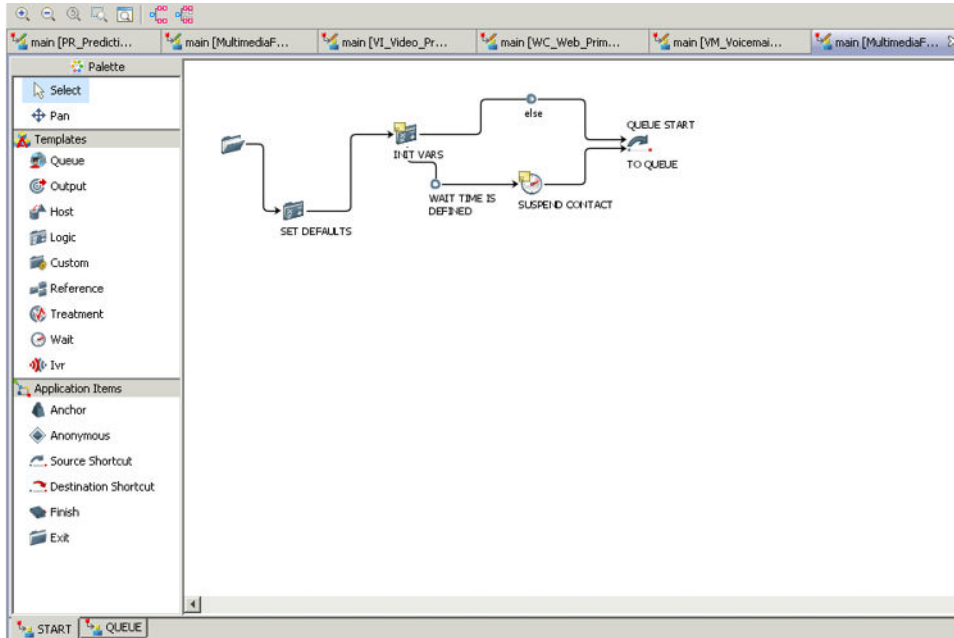 main [PR_Predicti...
main [MultimediaF...
main [VI_Video_Pr...
main [WC_Web_Prim...
main [VM_Voicemai...
main [MultimediaF...
Palette
Select
Pan
Templates
Queue
Output
Host
Logic
Custom
Reference
Treatment
Wait
Ivr
Application Items
Anchor
Anonymous
Source Shortcut
Destination Shortcut
Finish
Exit
SET DEFAULTS
INIT VARS
else
WAIT TIME IS
DEFINED
SUSPEND CONTACT
QUEUE START
TO QUEUE
START
QUEUE